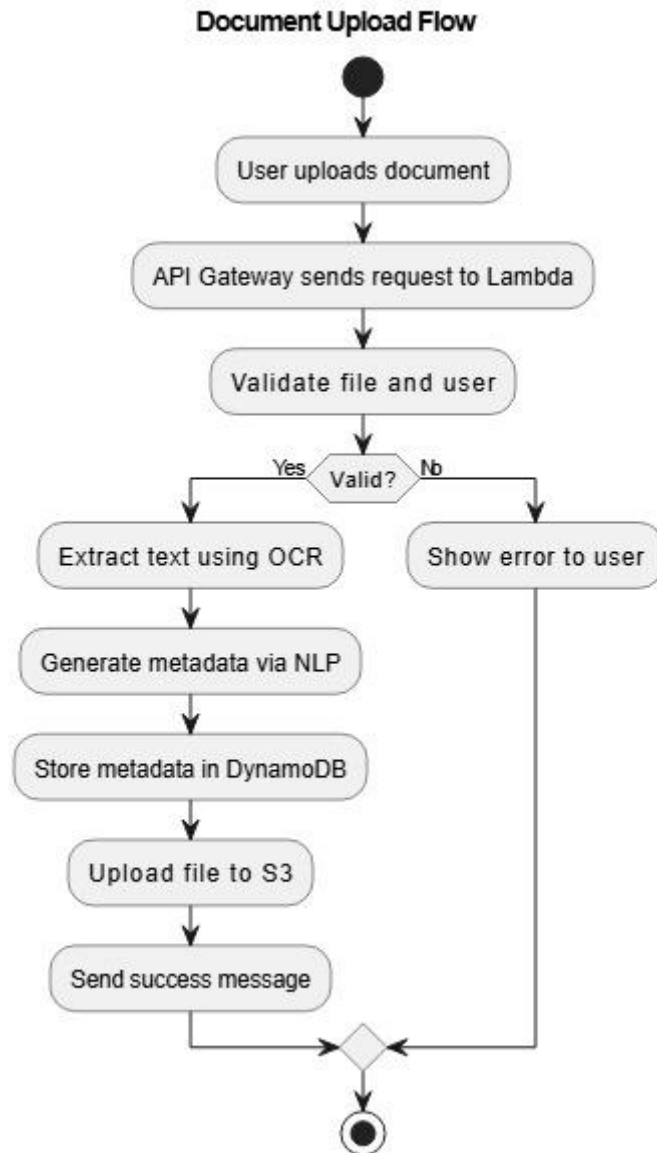 Document Upload Flow
User uploads document
API Gateway sends request to Lambda
Validate file and user
Yes
Valid?
No
Extract text using OCR
Show error to user
Generate metadata via NLP
Store metadata in DynamoDB
Upload file to S3
Send success message